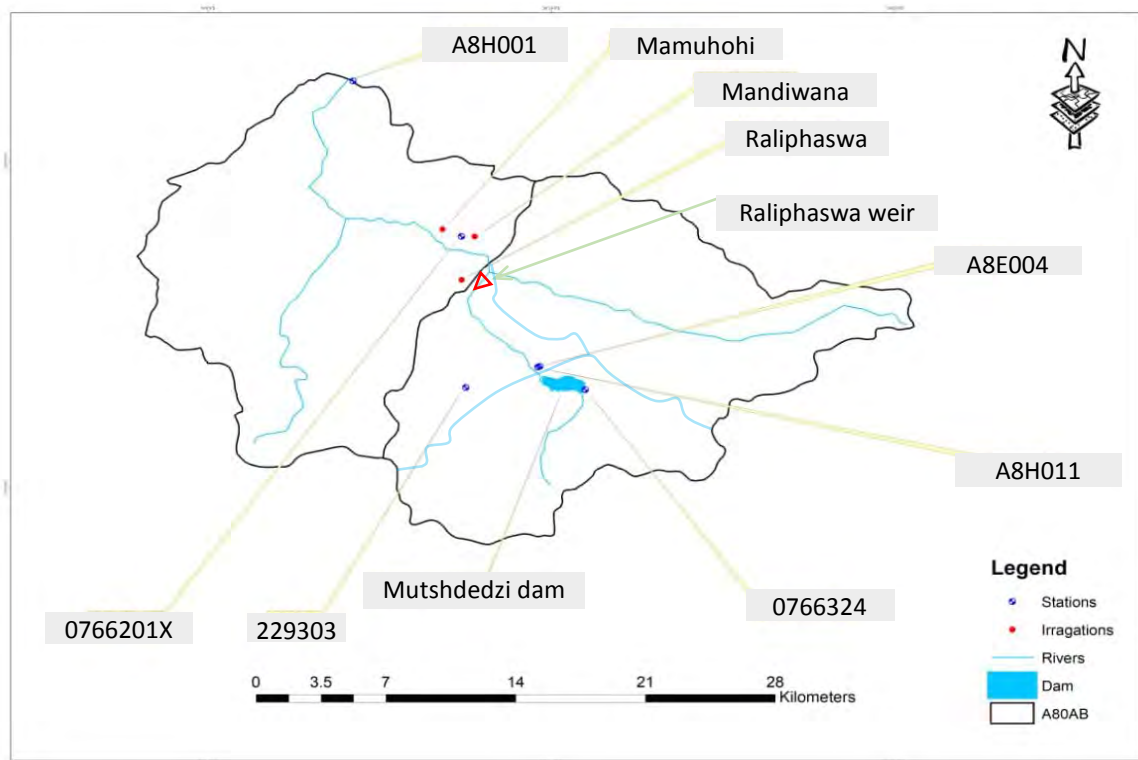 A8H001
Mamuhohi
N
Mandiwana
Raliphaswa
Raliphaswa weir
A8E004
A8H011
Mutshdedzi dam
0766324
0766201X
229303
Legend
Stations
Irragations
Rivers
Dam
A80AB
0 3.5 7 14 21 28
Kilometers